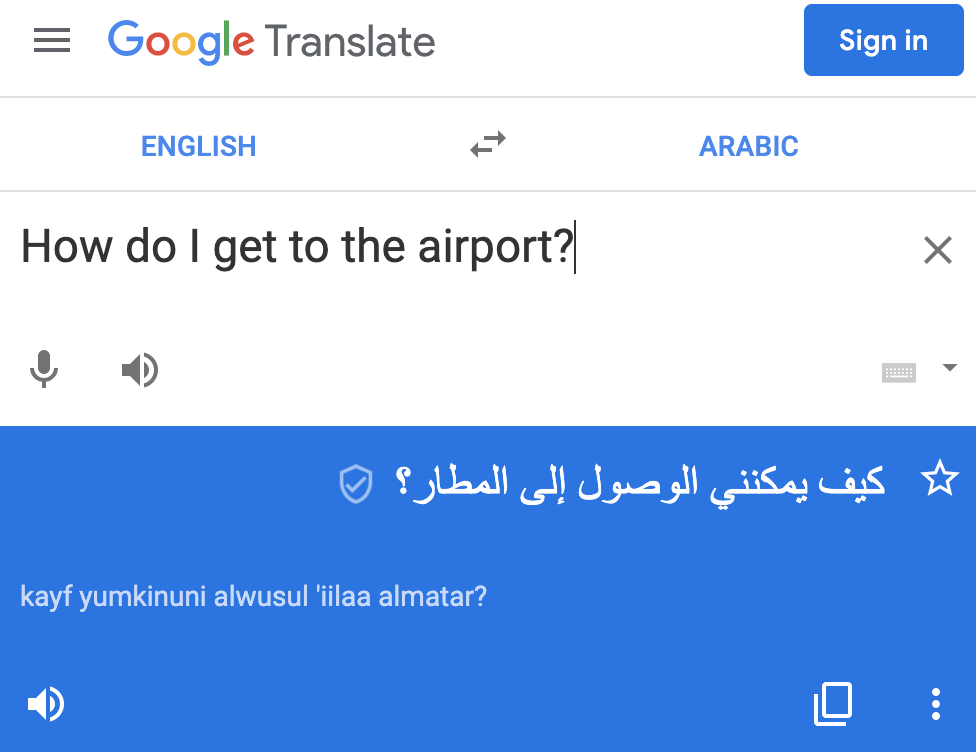 Google Translate
Sign in
ENGLISH
ARABIC
How do I get to the airport?
كيف يمكنني الوصول إلى المطار؟
kayf yumkinuni alwusul 'iilaa almatar?